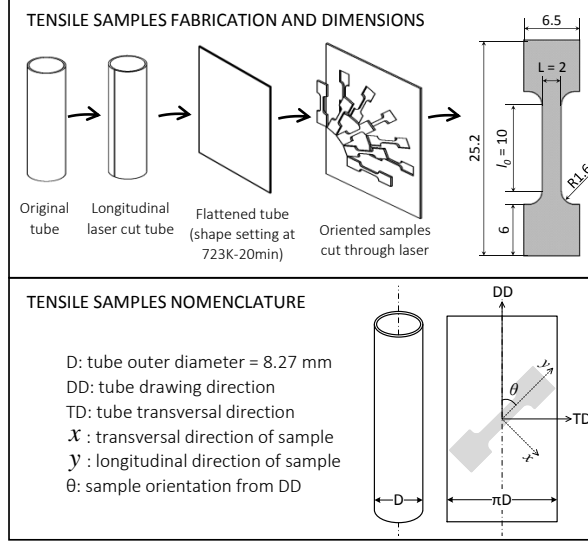 TENSILE SAMPLES FABRICATION AND DIMENSIONS
6.5
L = 2
25.2
l₀ = 10
R1.6
6
Original
tube
Longitudinal
laser cut tube
Flattened tube
(shape setting at
723K-20min)
Oriented samples
cut through laser
TENSILE SAMPLES NOMENCLATURE
D: tube outer diameter = 8.27 mm
DD: tube drawing direction
TD: tube transversal direction
x : transversal direction of sample
y : longitudinal direction of sample
θ: sample orientation from DD
DD
y
θ
TD
x
D
πD